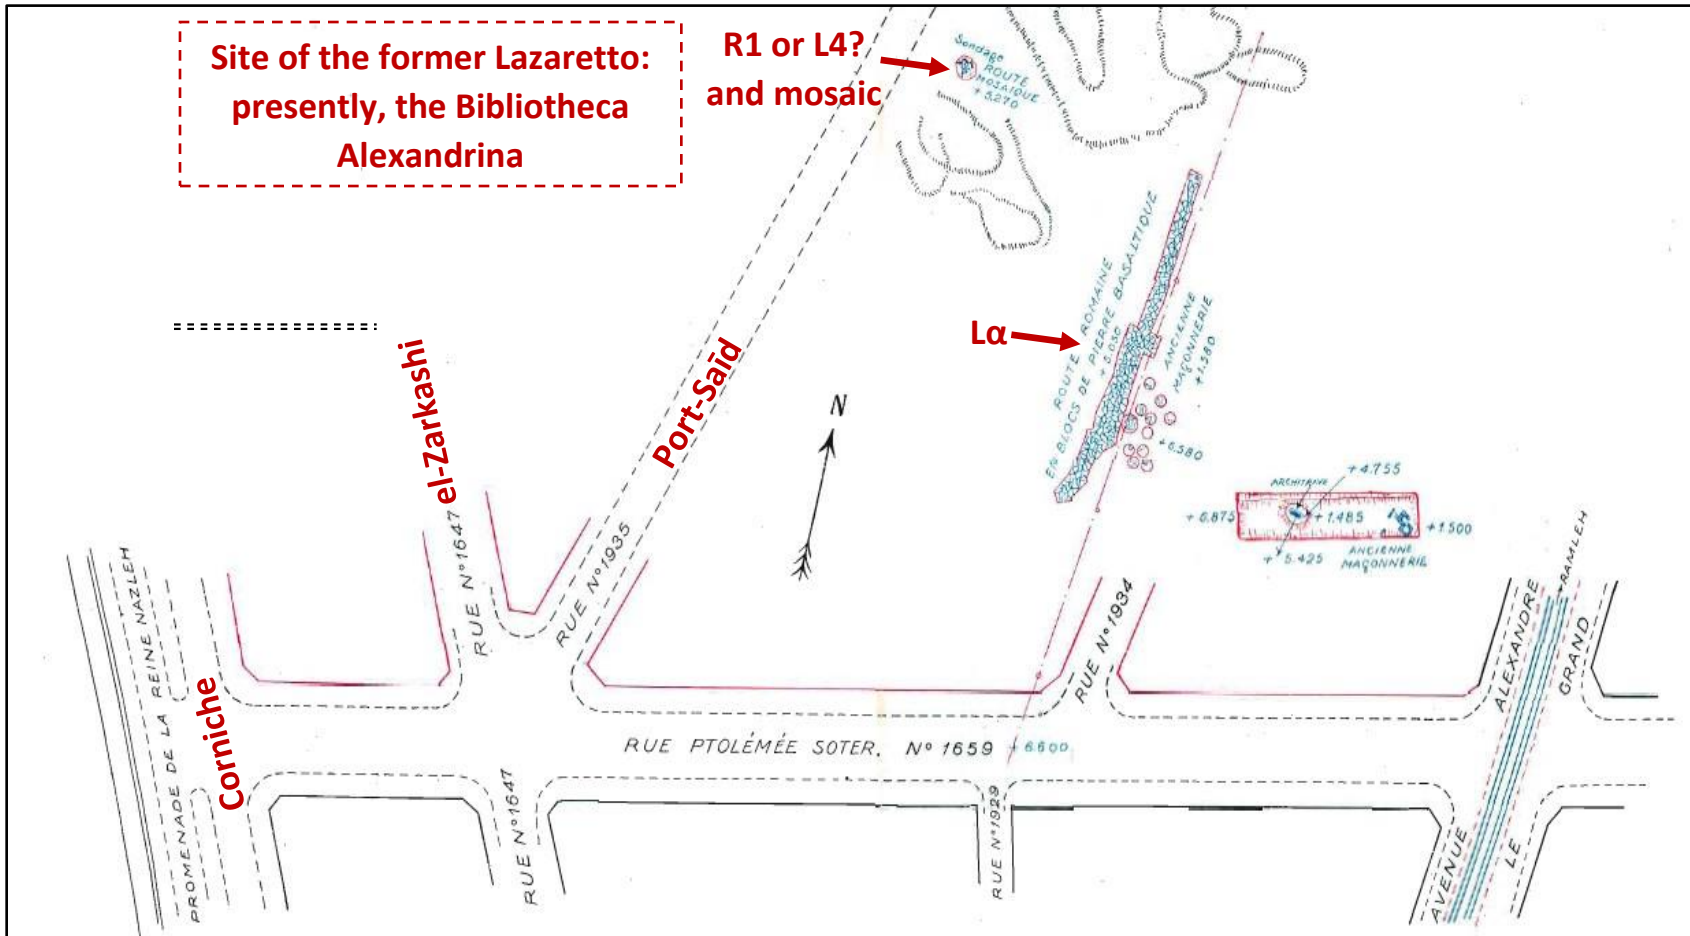 Site of the former Lazaretto:
presently, the Bibliotheca
Alexandrina
R1 or L4?
and mosaic
Sondage
ROUTE
MOSAIQUE
+ 5.270
ROUTE ROMAINE
EN BLOCS DE PIERRE BASALTIQUE
+ 5.050
Lα
ANCIENNE
MAÇONNERIE
+1.580
+6.580
N
Port-Saīd
el-Zarkashi
Corniche
+4.755
ARCHITRAVE
+ 6.875
+1.485
+1.500
+ 5.425
ANCIENNE
MAÇONNERIE
PROMENADE DE LA REINE NAZLEH
RUE N°1647
RUE N°1935
RUE N°1934
RUE PTOLÉMÉE SOTER. N° 1659
+6.600
RUE N°1647
RUE N°1929
AVENUE ALEXANDRE
LE GRAND
RAMLEH